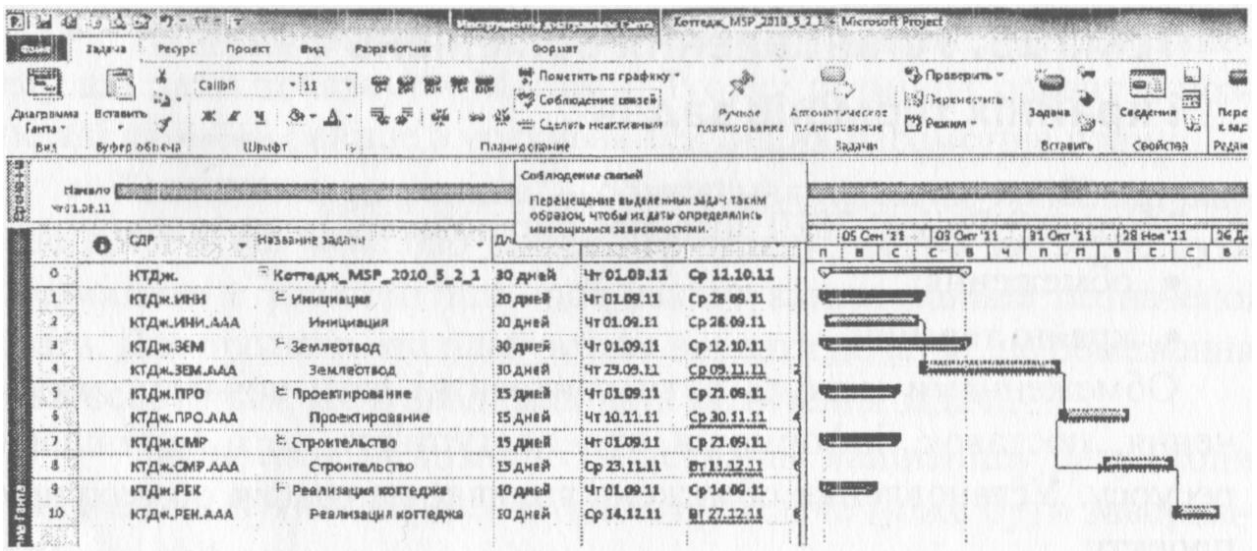 Инструменты диаграммы Ганта
Коттедж_MSP_2010_5_2_1 - Microsoft Project
Файл Задача Ресурс Проект Вид Разработчик Формат
Calibri 11
Пометить по графику
Соблюдение связей
Сделать неактивным
Диаграмма Ганта
Вставить
Ж К Ч
Ручное планирование
Автоматическое планирование
Проверить
Переместить
Режим
Задача
Сведения
Вид Буфер обмена Шрифт Планирование Задачи Вставить Свойства
Соблюдение связей
Перемещение выделенных задач таким образом, чтобы их даты определялись имеющимися зависимостями.
Начало
Чт 01.09.11
СДР Название задачи
05 Сен '11 03 Окт '11 31 Окт '11 28 Ноя '11 26 Д
П В С С В Ч П П В С С В
0 КТДж. Коттедж_MSP_2010_5_2_1 30 дней Чт 01.09.11 Ср 12.10.11
1 КТДж.ИНИ Инициация 20 дней Чт 01.09.11 Ср 28.09.11
2 КТДж.ИНИ.ААА Инициация 20 дней Чт 01.09.11 Ср 28.09.11
3 КТДж.ЗЕМ Землеотвод 30 дней Чт 01.09.11 Ср 12.10.11
4 КТДж.ЗЕМ.ААА Землеотвод 30 дней Чт 29.09.11 Ср 09.11.11 2
5 КТДж.ПРО Проектирование 15 дней Чт 01.09.11 Ср 21.09.11
6 КТДж.ПРО.ААА Проектирование 15 дней Чт 10.11.11 Ср 30.11.11 4
7 КТДж.СМР Строительство 15 дней Чт 01.09.11 Ср 21.09.11
8 КТДж.СМР.ААА Строительство 15 дней Ср 23.11.11 Вт 13.12.11
9 КТДж.РЕК Реализация коттеджа 10 дней Чт 01.09.11 Ср 14.09.11
10 КТДж.РЕК.ААА Реализация коттеджа 10 дней Ср 14.12.11 Вт 27.12.11